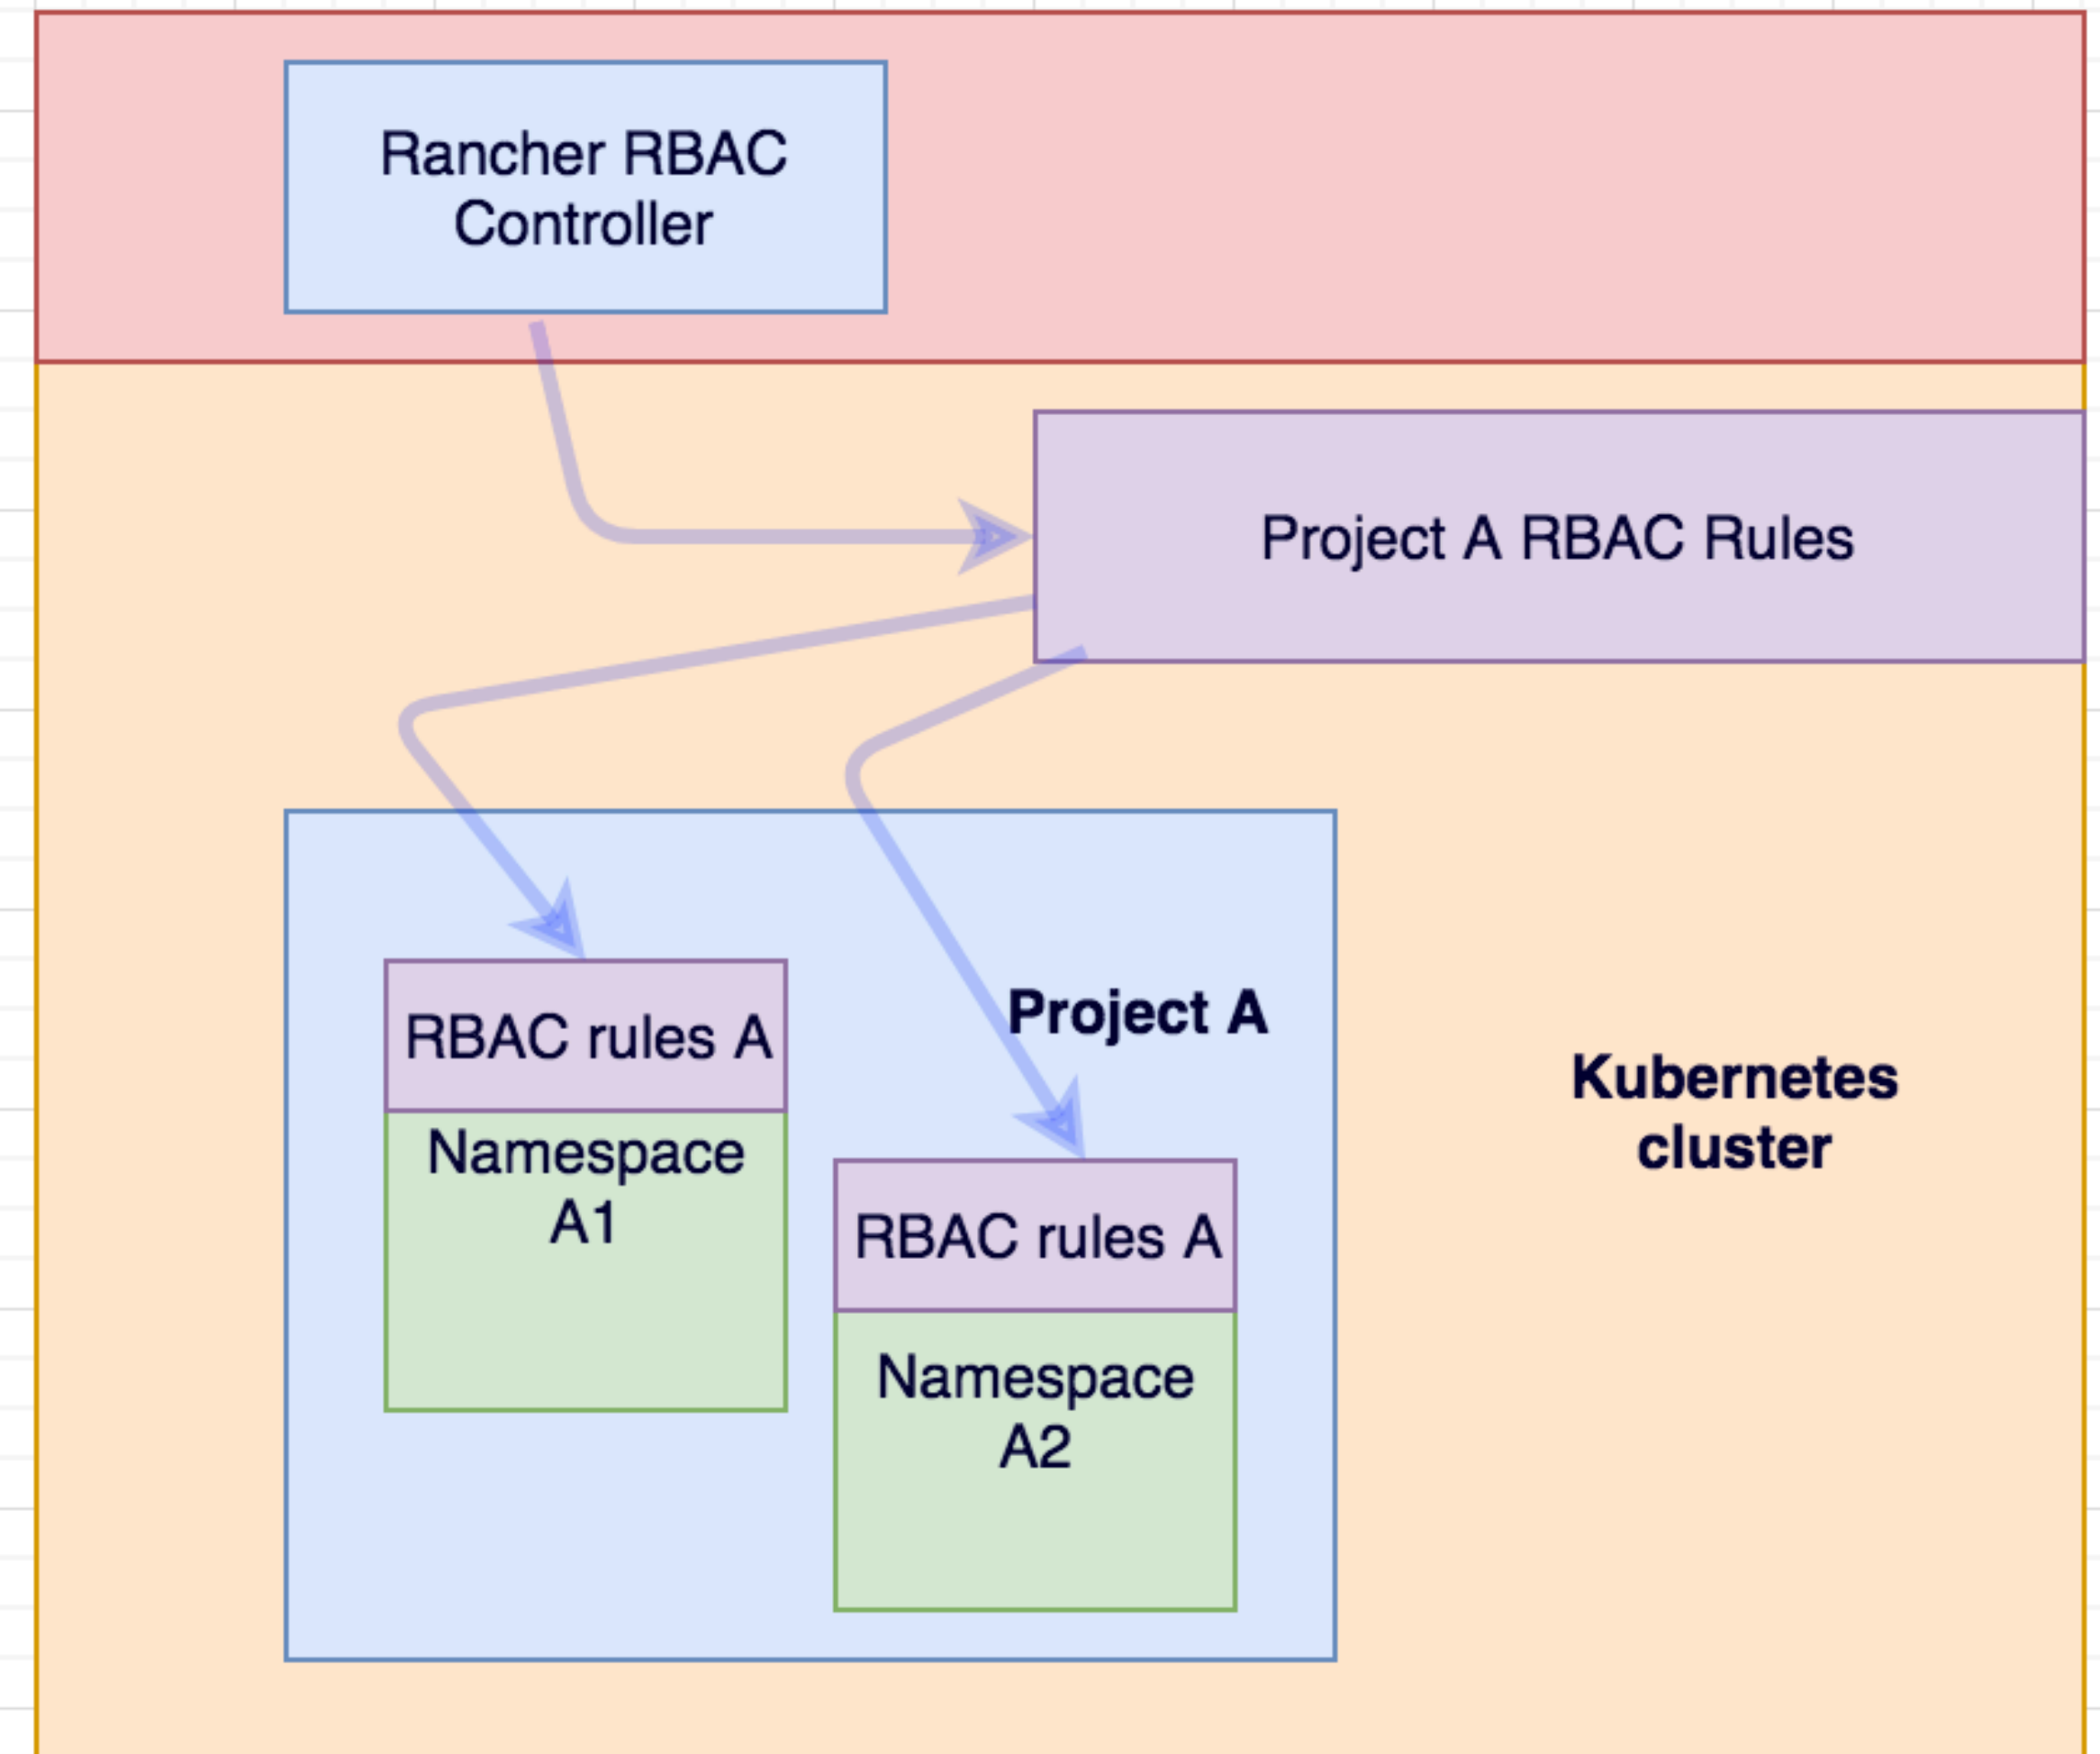 Rancher RBAC
Controller
Project A RBAC Rules
RBAC rules A
Namespace
A1
Project A
RBAC rules A
Namespace
A2
Kubernetes
cluster